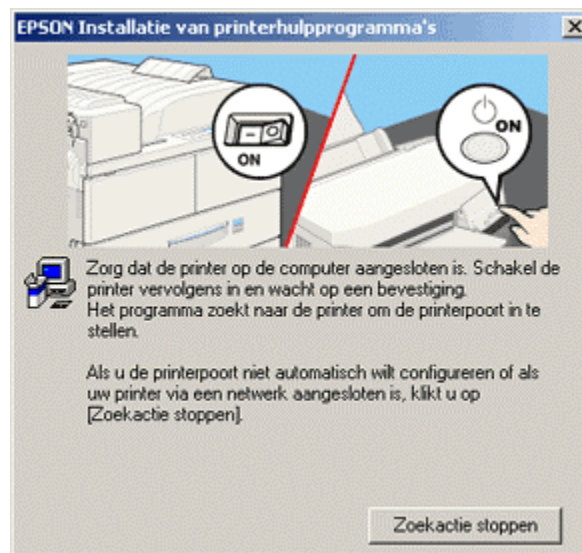 EPSON Installatie van printerhulpprogramma's
ON
ON
Zorg dat de printer op de computer aangesloten is. Schakel de
printer vervolgens in en wacht op een bevestiging.
Het programma zoekt naar de printer om de printerpoort in te
stellen.
Als u de printerpoort niet automatisch wilt configureren of als
uw printer via een netwerk aangesloten is, klikt u op
[Zoekactie stoppen].
Zoekactie stoppen